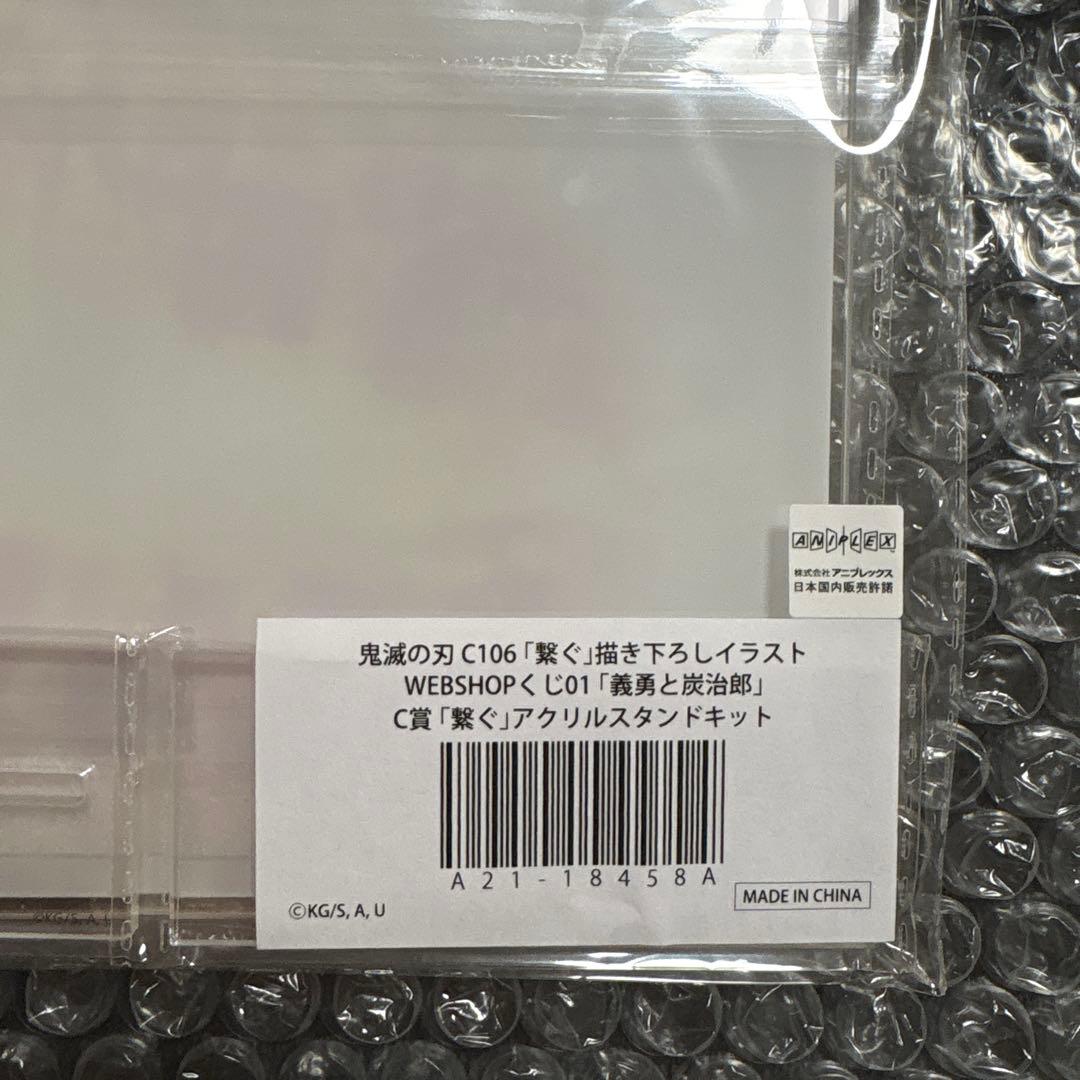 ANIPLEX
株式会社アニプレックス
日本国内販売許諾
鬼滅の刃 C106「繋ぐ」描き下ろしイラスト
WEBSHOPくじ01「義勇と炭治郎」
C賞「繋ぐ」アクリルスタンドキット
A21-18458A
MADE IN CHINA
©KG/S, A, U
©KG/S, A, U